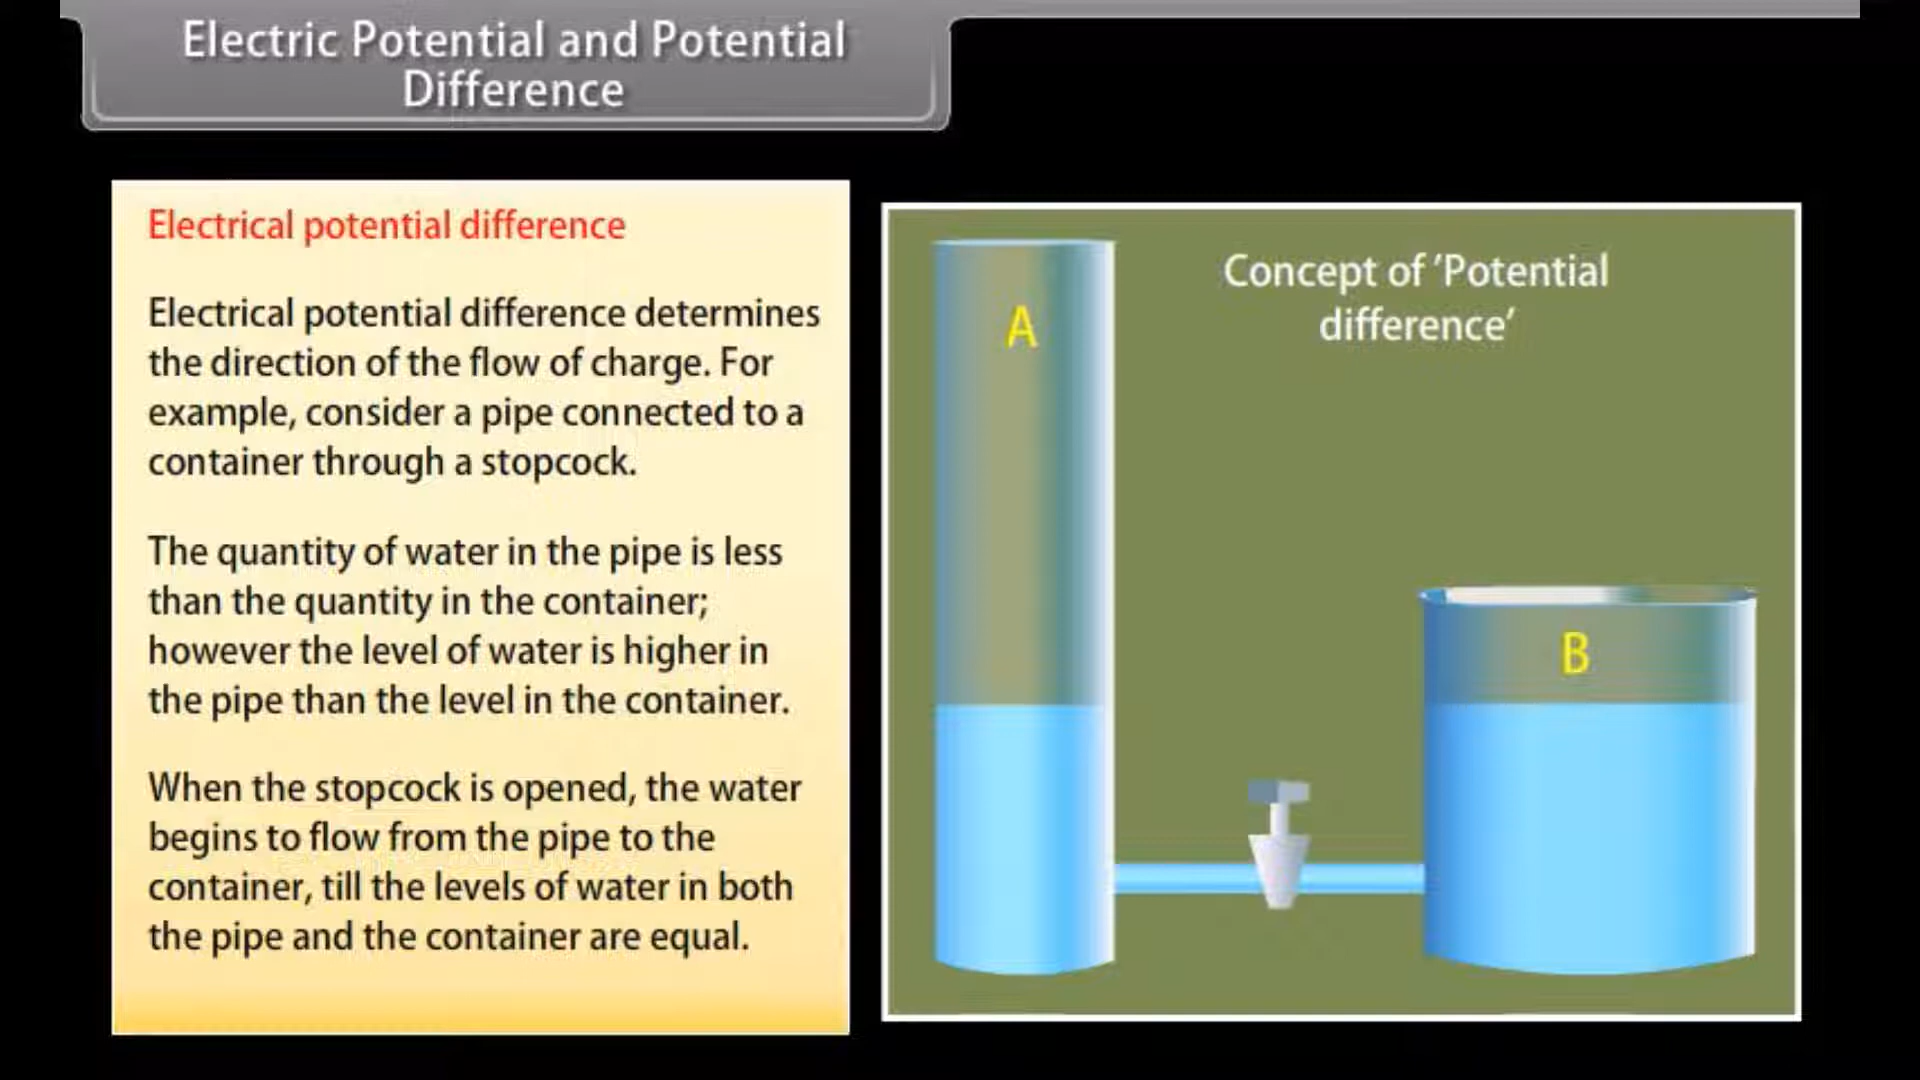 Electric Potential and Potential
Difference
Electrical potential difference
Electrical potential difference determines
the direction of the flow of charge. For
example, consider a pipe connected to a
container through a stopcock.
The quantity of water in the pipe is less
than the quantity in the container;
however the level of water is higher in
the pipe than the level in the container.
When the stopcock is opened, the water
begins to flow from the pipe to the
container, till the levels of water in both
the pipe and the container are equal.
Concept of ‘Potential
difference’
A
B